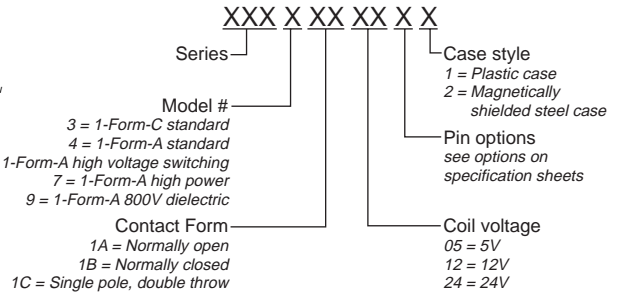 XXX X XX XX X X
Series
Case style
1 = Plastic case
2 = Magnetically
shielded steel case
Model #
3 = 1-Form-C standard
4 = 1-Form-A standard
1-Form-A high voltage switching
7 = 1-Form-A high power
9 = 1-Form-A 800V dielectric
Pin options
see options on
specification sheets
Contact Form
1A = Normally open
1B = Normally closed
1C = Single pole, double throw
Coil voltage
05 = 5V
12 = 12V
24 = 24V